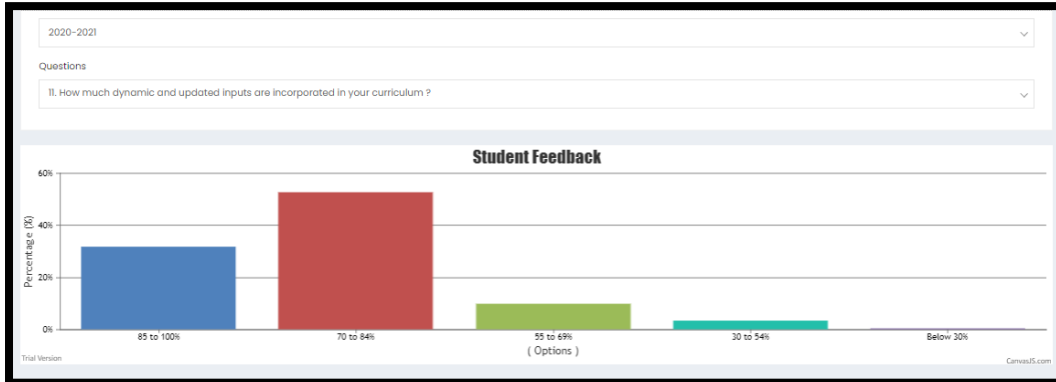 2020-2021
Questions
11. How much dynamic and updated inputs are incorporated in your curriculum ?
Student Feedback
60%
40%
20%
0%
Percentage (%)
85 to 100%
70 to 84%
55 to 69%
30 to 54%
Below 30%
( Options )
Trial Version
CanvasJS.com